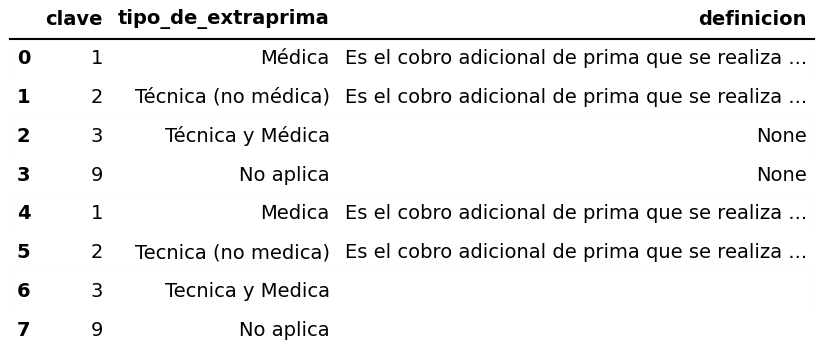 clave tipo_de_extraprima definicion
0 1 Médica Es el cobro adicional de prima que se realiza ...
1 2 Técnica (no médica) Es el cobro adicional de prima que se realiza ...
2 3 Técnica y Médica None
3 9 No aplica None
4 1 Medica Es el cobro adicional de prima que se realiza ...
5 2 Tecnica (no medica) Es el cobro adicional de prima que se realiza ...
6 3 Tecnica y Medica
7 9 No aplica